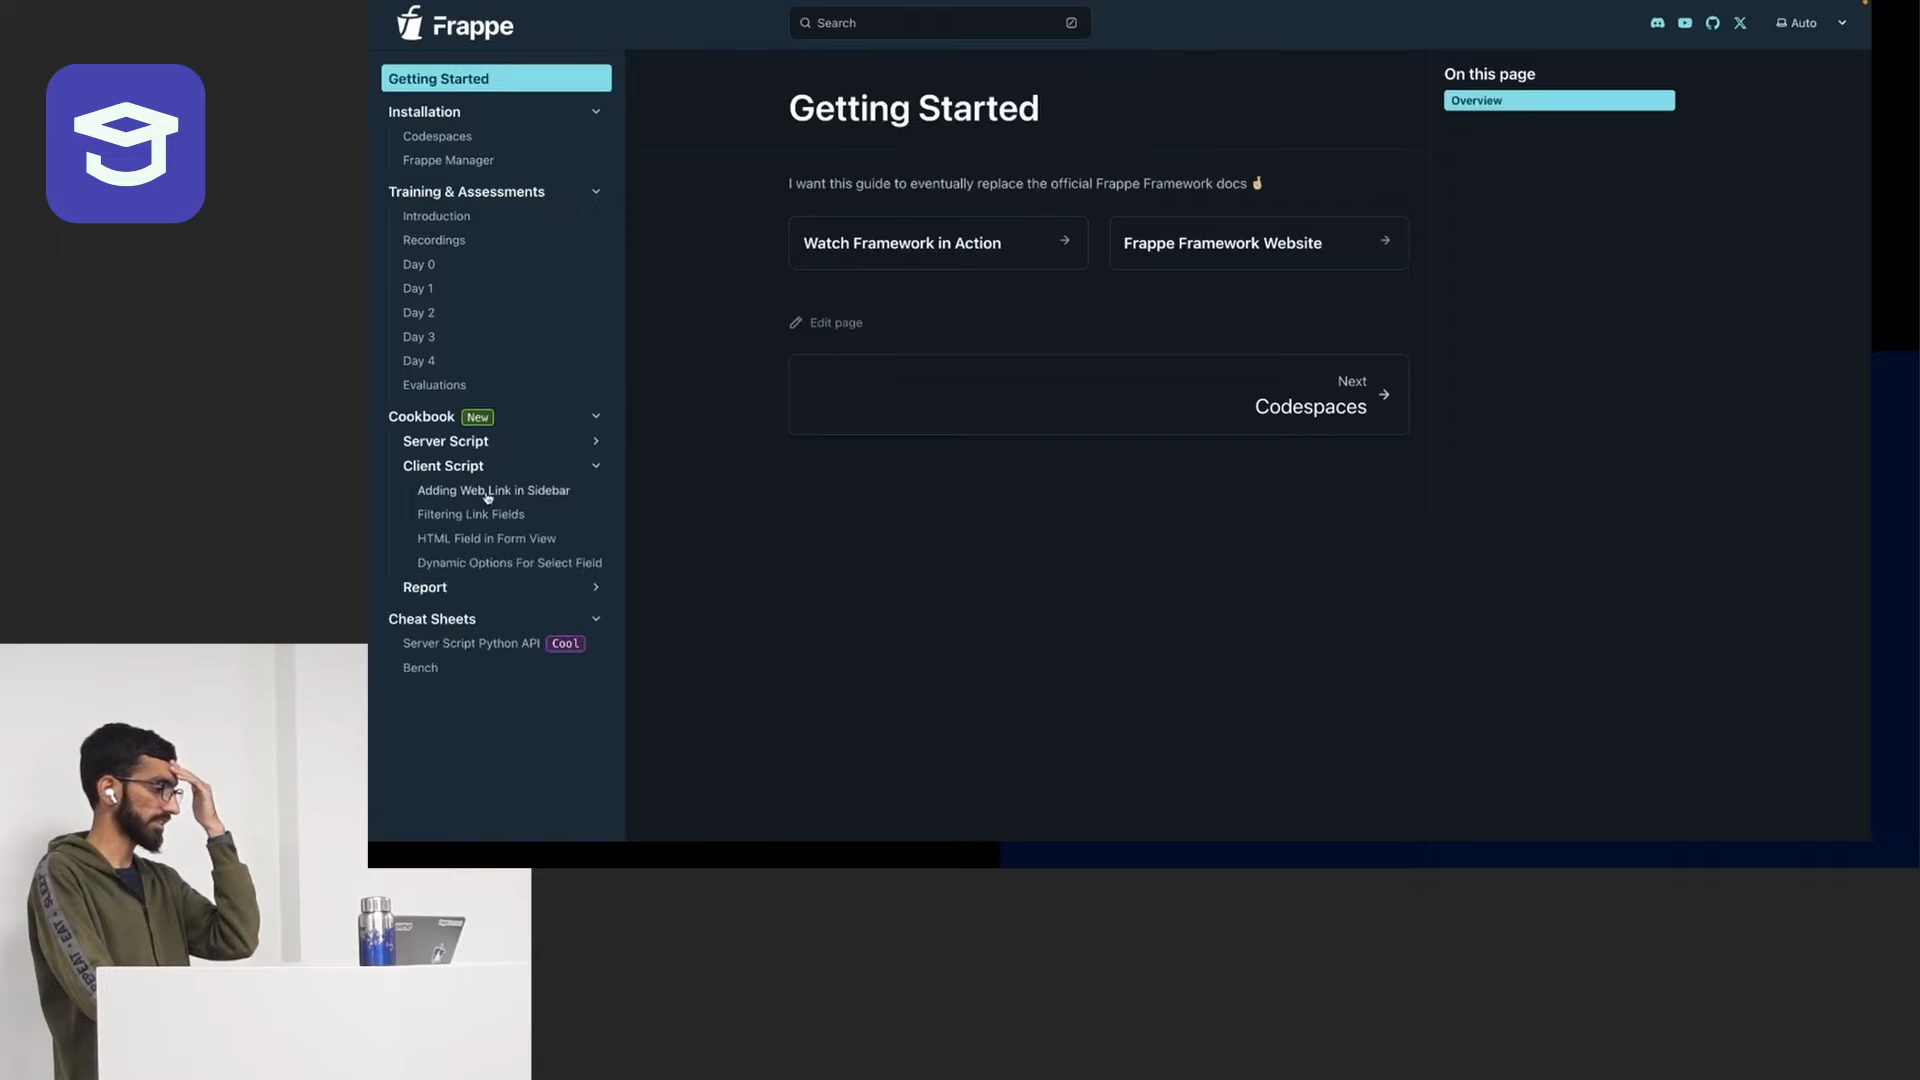 Frappe
Search
Auto
Getting Started
Installation
Codespaces
Frappe Manager
Training & Assessments
Introduction
Recordings
Day 0
Day 1
Day 2
Day 3
Day 4
Evaluations
Cookbook New
Server Script
Client Script
Adding Web Link in Sidebar
Filtering Link Fields
HTML Field in Form View
Dynamic Options For Select Field
Report
Cheat Sheets
Server Script Python API Cool
Bench
Getting Started
I want this guide to eventually replace the official Frappe Framework docs 🤞
Watch Framework in Action
Frappe Framework Website
Edit page
Next
Codespaces
On this page
Overview
EAT
REPEAT